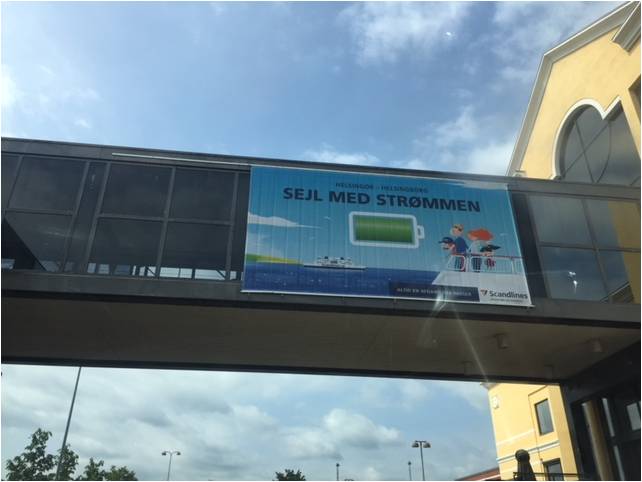 HELSINGØR - HELSINGBORG
SEJL MED STRØMMEN
Scandlines